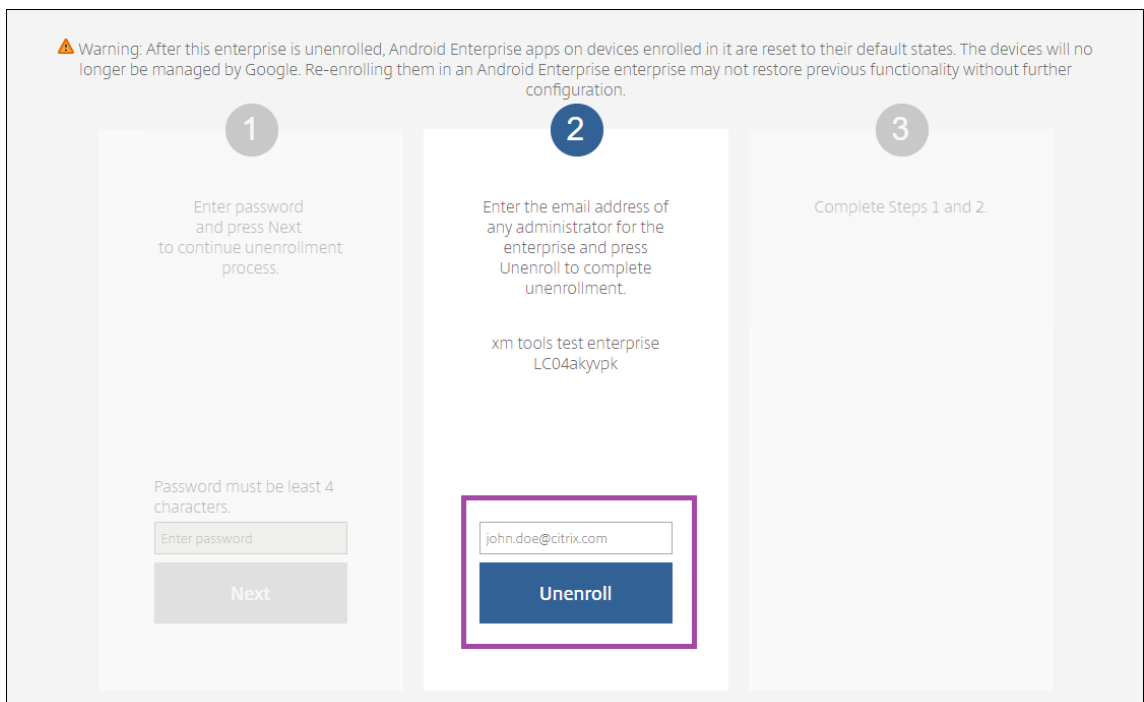 Warning: After this enterprise is unenrolled, Android Enterprise apps on devices enrolled in it are reset to their default states. The devices will no
longer be managed by Google. Re-enrolling them in an Android Enterprise enterprise may not restore previous functionality without further
configuration.
1
Enter password
and press Next
to continue unenrollment
process.
Password must be least 4
characters.
Enter password
Next
2
Enter the email address of
any administrator for the
enterprise and press
Unenroll to complete
unenrollment.
xm tools test enterprise
LC04akyvpk
john.doe@citrix.com
Unenroll
3
Complete Steps 1 and 2.